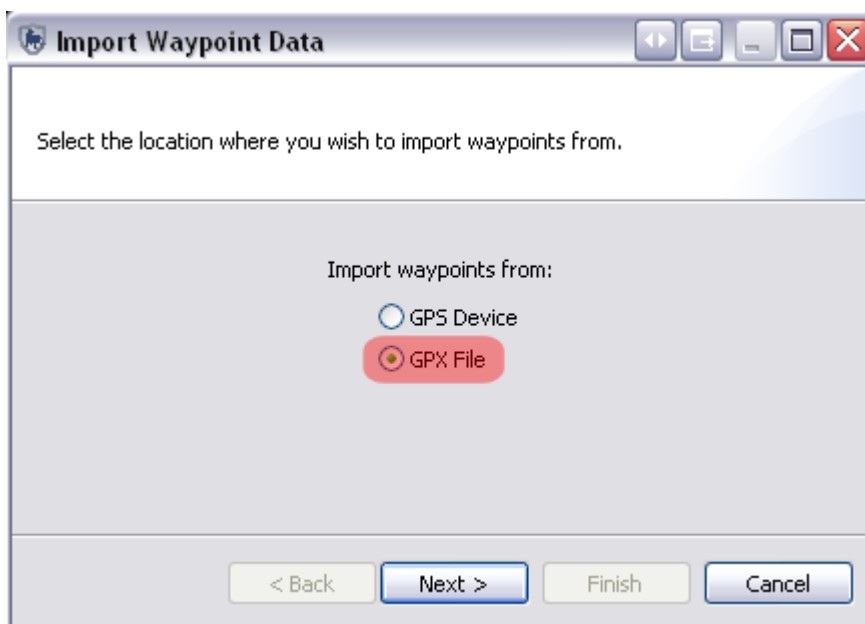 Import Waypoint Data
Select the location where you wish to import waypoints from.
Import waypoints from:
GPS Device
GPX File
< Back Next > Finish Cancel